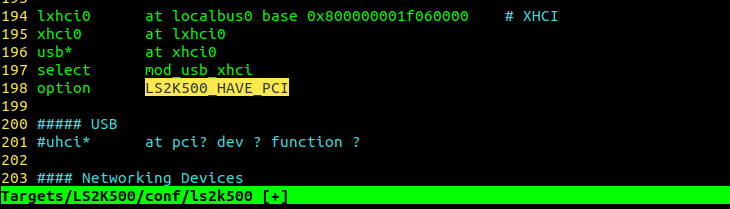 194 lxhci0      at localbus0 base 0x800000001f060000    # XHCI
195 xhci0       at lxhci0
196 usb*        at xhci0
197 select      mod_usb_xhci
198 option      LS2K500_HAVE_PCI
199
200 ##### USB
201 #uhci*      at pci? dev ? function ?
202
203 #### Networking Devices
Targets/LS2K500/conf/ls2k500 [+]